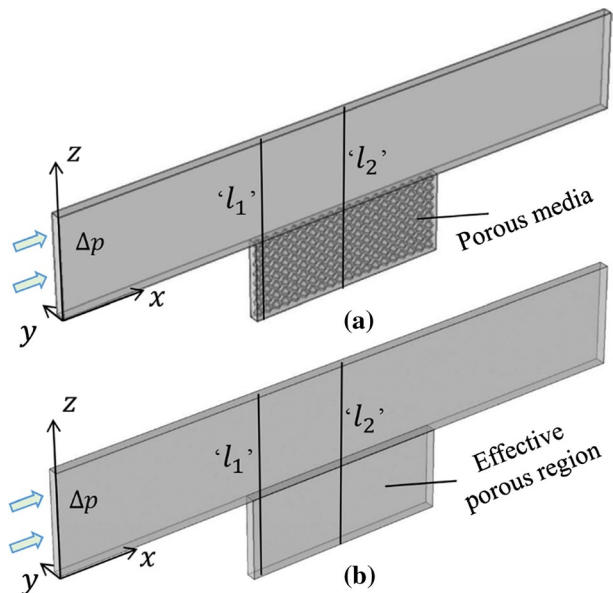 z
'l₁'
'l₂'
Δp
x
y
Porous media
(a)
z
'l₁'
'l₂'
Δp
x
y
Effective
porous region
(b)